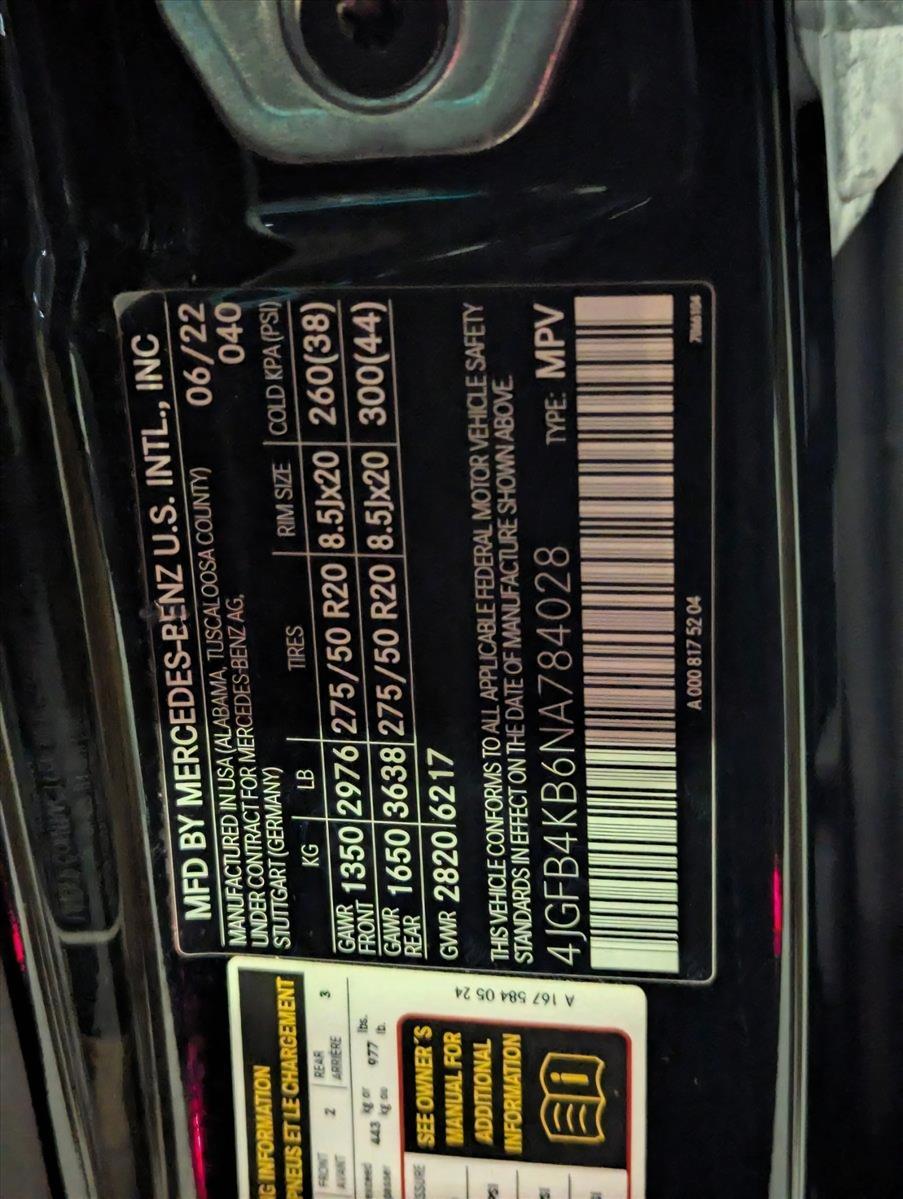 MFD BY MERCEDES-BENZ U.S. INTL., INC
MANUFACTURED IN USA (ALABAMA, TUSCALOOSA COUNTY) 06/22
UNDER CONTRACT FOR MERCEDES-BENZ AG, 040
STUTTGART (GERMANY)
KG LB TIRES RIM SIZE COLD KPA (PSI)
GAWR FRONT 1350 2976 275/50 R20 8.5Jx20 260(38)
GAWR REAR 1650 3638 275/50 R20 8.5Jx20 300(44)
GVWR 2820 6217
THIS VEHICLE CONFORMS TO ALL APPLICABLE FEDERAL MOTOR VEHICLE SAFETY
STANDARDS IN EFFECT ON THE DATE OF MANUFACTURE SHOWN ABOVE.
4JGFB4KB6NA784028 TYPE: MPV
A 000 817 52 04
7866104
INFORMATION
PNEUS ET LE CHARGEMENT
FRONT 2 REAR 3
AVANT ARRIÈRE
443 kg or 977 lbs.
kg ou lb.
SEE OWNER'S
MANUAL FOR
ADDITIONAL
INFORMATION
A 167 584 05 24